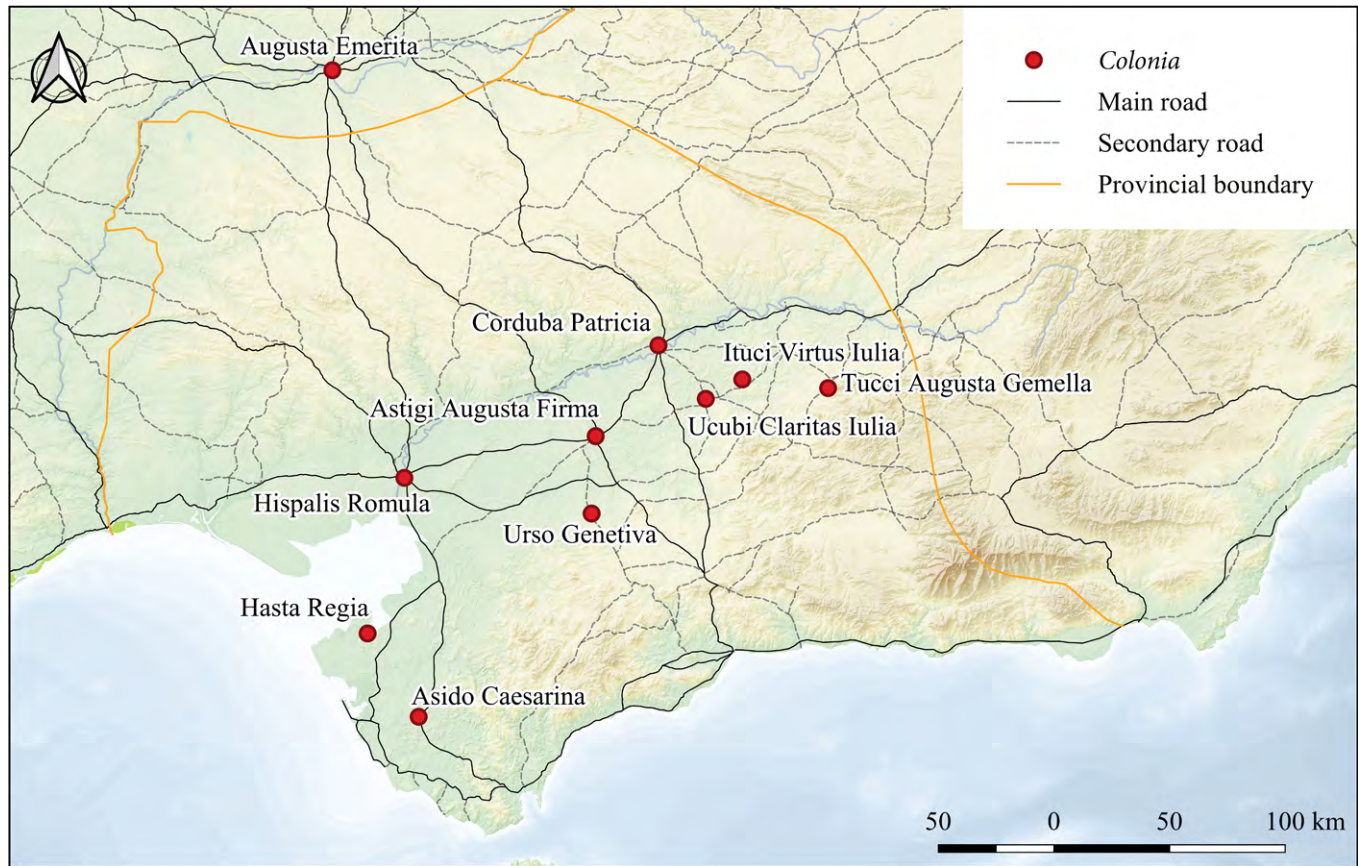 Augusta Emerita
Colonia
Main road
Secondary road
Provincial boundary
Corduba Patricia
Ituci Virtus Iulia
Tucci Augusta Gemella
Astigi Augusta Firma
Ucubi Claritas Iulia
Hispalis Romula
Urso Genetiva
Hasta Regia
Asido Caesarina
50 0 50 100 km